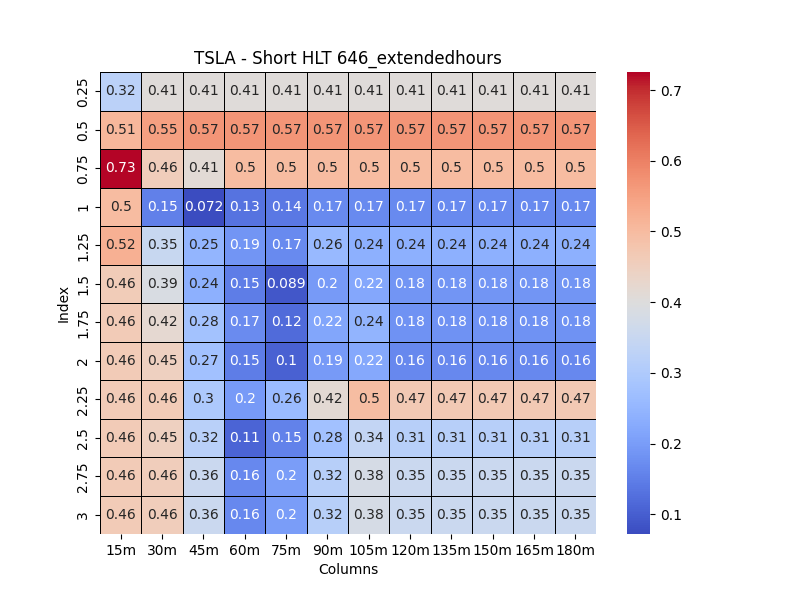 TSLA - Short HLT 646_extendedhours
0.25 0.32 0.41 0.41 0.41 0.41 0.41 0.41 0.41 0.41 0.41 0.41 0.41
0.5 0.51 0.55 0.57 0.57 0.57 0.57 0.57 0.57 0.57 0.57 0.57 0.57
0.75 0.73 0.46 0.41 0.5 0.5 0.5 0.5 0.5 0.5 0.5 0.5 0.5
1 0.5 0.15 0.072 0.13 0.14 0.17 0.17 0.17 0.17 0.17 0.17 0.17
1.25 0.52 0.35 0.25 0.19 0.17 0.26 0.24 0.24 0.24 0.24 0.24 0.24
1.5 0.46 0.39 0.24 0.15 0.089 0.2 0.22 0.18 0.18 0.18 0.18 0.18
1.75 0.46 0.42 0.28 0.17 0.12 0.22 0.24 0.18 0.18 0.18 0.18 0.18
2 0.46 0.45 0.27 0.15 0.1 0.19 0.22 0.16 0.16 0.16 0.16 0.16
2.25 0.46 0.46 0.3 0.2 0.26 0.42 0.5 0.47 0.47 0.47 0.47 0.47
2.5 0.46 0.45 0.32 0.11 0.15 0.28 0.34 0.31 0.31 0.31 0.31 0.31
2.75 0.46 0.46 0.36 0.16 0.2 0.32 0.38 0.35 0.35 0.35 0.35 0.35
3 0.46 0.46 0.36 0.16 0.2 0.32 0.38 0.35 0.35 0.35 0.35 0.35
15m 30m 45m 60m 75m 90m 105m 120m 135m 150m 165m 180m
Columns
Index
0.7
0.6
0.5
0.4
0.3
0.2
0.1